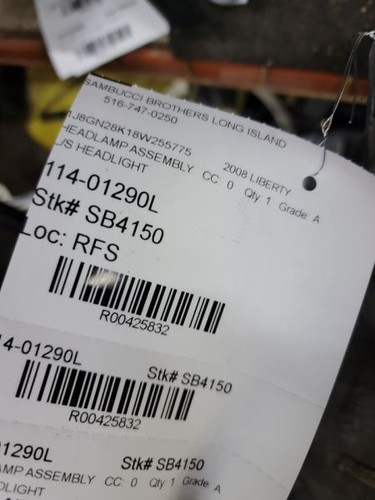 SAMBUCCI BROTHERS LONG ISLAND
516-747-0250
1J8GN28K18W255775 2008 LIBERTY
HEADLAMP ASSEMBLY CC 0 Qty 1 Grade A
L/S HEADLIGHT
114-01290L
Stk# SB4150
Loc: RFS
R00425832
14-01290L Stk# SB4150
R00425832
01290L Stk# SB4150
AMP ASSEMBLY CC 0 Qty 1 Grade A
DLIGHT